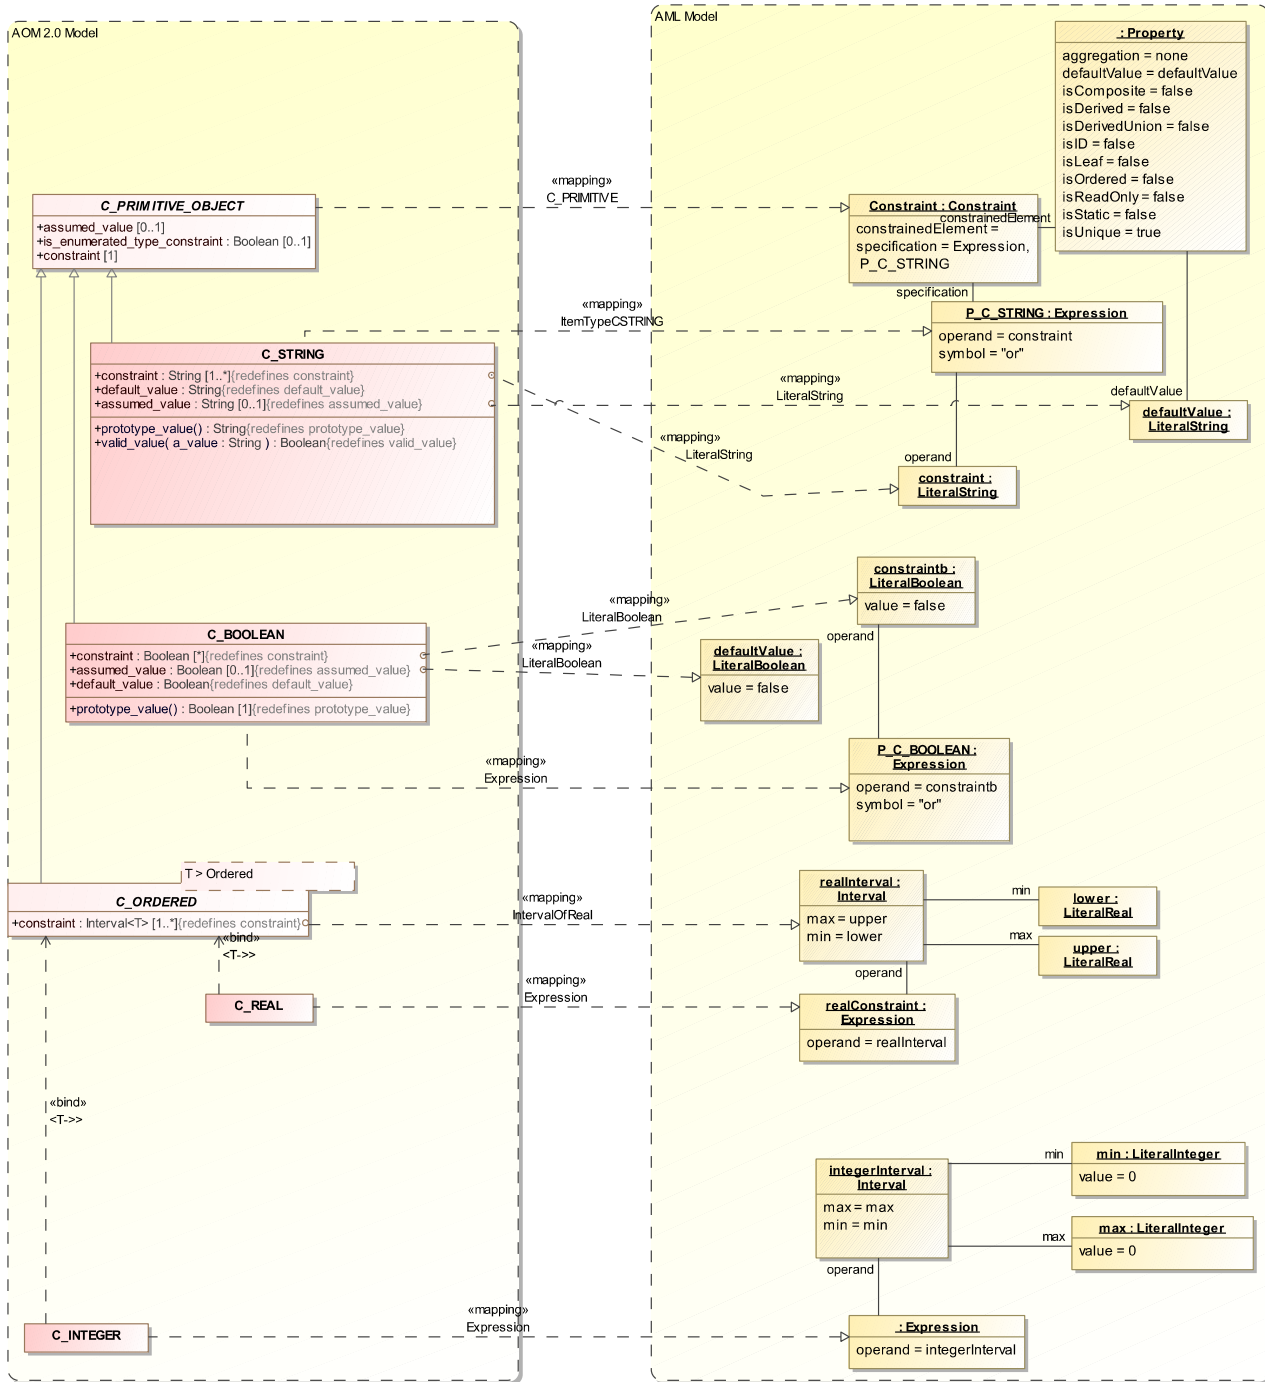 AOM 2.0 Model
C_PRIMITIVE_OBJECT
+assumed_value [0..1]
+is_enumerated_type_constraint : Boolean [0..1]
+constraint [1]
C_STRING
+constraint : String [1..*]{redefines constraint}
+default_value : String{redefines default_value}
+assumed_value : String [0..1]{redefines assumed_value}
+prototype_value() : String{redefines prototype_value}
+valid_value( a_value : String ) : Boolean{redefines valid_value}
C_BOOLEAN
+constraint : Boolean [*]{redefines constraint}
+assumed_value : Boolean [0..1]{redefines assumed_value}
+default_value : Boolean{redefines default_value}
+prototype_value() : Boolean [1]{redefines prototype_value}
T > Ordered
C_ORDERED
+constraint : Interval<T> [1..*]{redefines constraint}
«bind»
<T->>
C_REAL
«bind»
<T->>
C_INTEGER
«mapping»
C_PRIMITIVE
«mapping»
ItemTypeCSTRING
«mapping»
LiteralString
«mapping»
LiteralString
«mapping»
LiteralBoolean
«mapping»
LiteralBoolean
«mapping»
Expression
«mapping»
IntervalOfReal
«mapping»
Expression
«mapping»
Expression
AML Model
: Property
aggregation = none
defaultValue = defaultValue
isComposite = false
isDerived = false
isDerivedUnion = false
isID = false
isLeaf = false
isOrdered = false
isReadOnly = false
isStatic = false
isUnique = true
Constraint : Constraint
constrainedElement
constrainedElement =
specification = Expression,
P_C_STRING
specification
P_C_STRING : Expression
operand = constraint
symbol = "or"
defaultValue
defaultValue :
LiteralString
operand
constraint :
LiteralString
constraintb :
LiteralBoolean
value = false
operand
defaultValue :
LiteralBoolean
value = false
P_C_BOOLEAN :
Expression
operand = constraintb
symbol = "or"
realInterval :
Interval
max = upper
min = lower
min
lower :
LiteralReal
max
upper :
LiteralReal
operand
realConstraint :
Expression
operand = realInterval
integerInterval :
Interval
max = max
min = min
min
min : LiteralInteger
value = 0
max
max : LiteralInteger
value = 0
operand
: Expression
operand = integerInterval